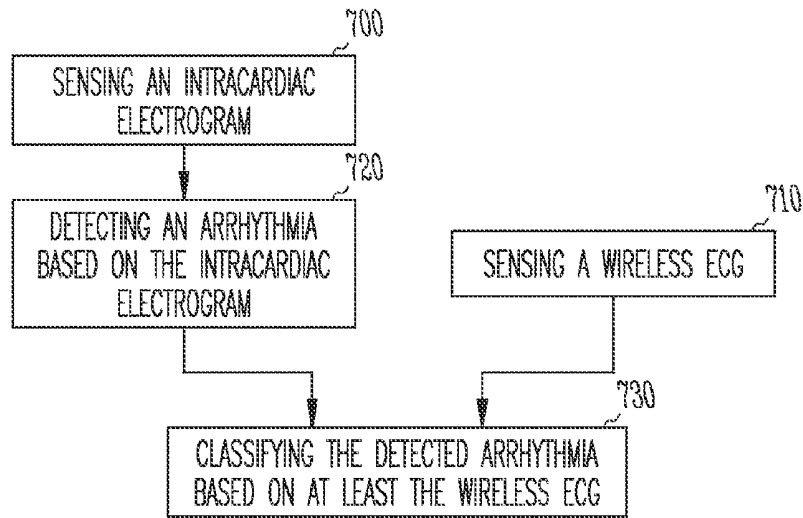 700
SENSING AN INTRACARDIAC
ELECTROGRAM
720
DETECTING AN ARRHYTHMIA
BASED ON THE INTRACARDIAC
ELECTROGRAM
710
SENSING A WIRELESS ECG
730
CLASSIFYING THE DETECTED ARRHYTHMIA
BASED ON AT LEAST THE WIRELESS ECG